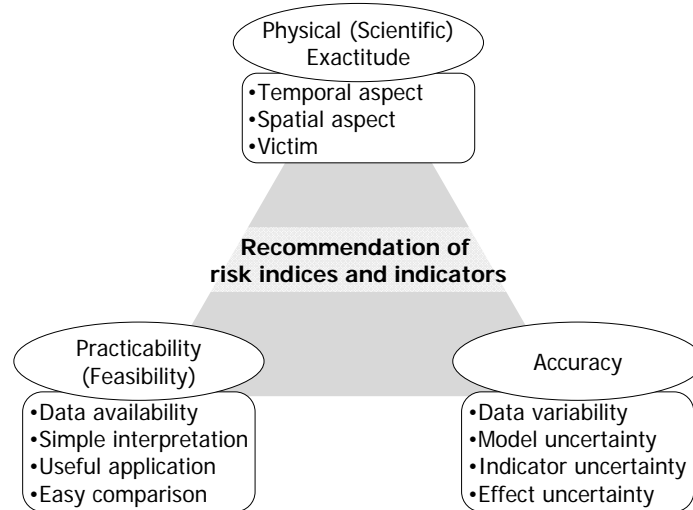 Physical (Scientific)
Exactitude
•Temporal aspect
•Spatial aspect
•Victim
Recommendation of
risk indices and indicators
Practicability
(Feasibility)
•Data availability
•Simple interpretation
•Useful application
•Easy comparison
Accuracy
•Data variability
•Model uncertainty
•Indicator uncertainty
•Effect uncertainty